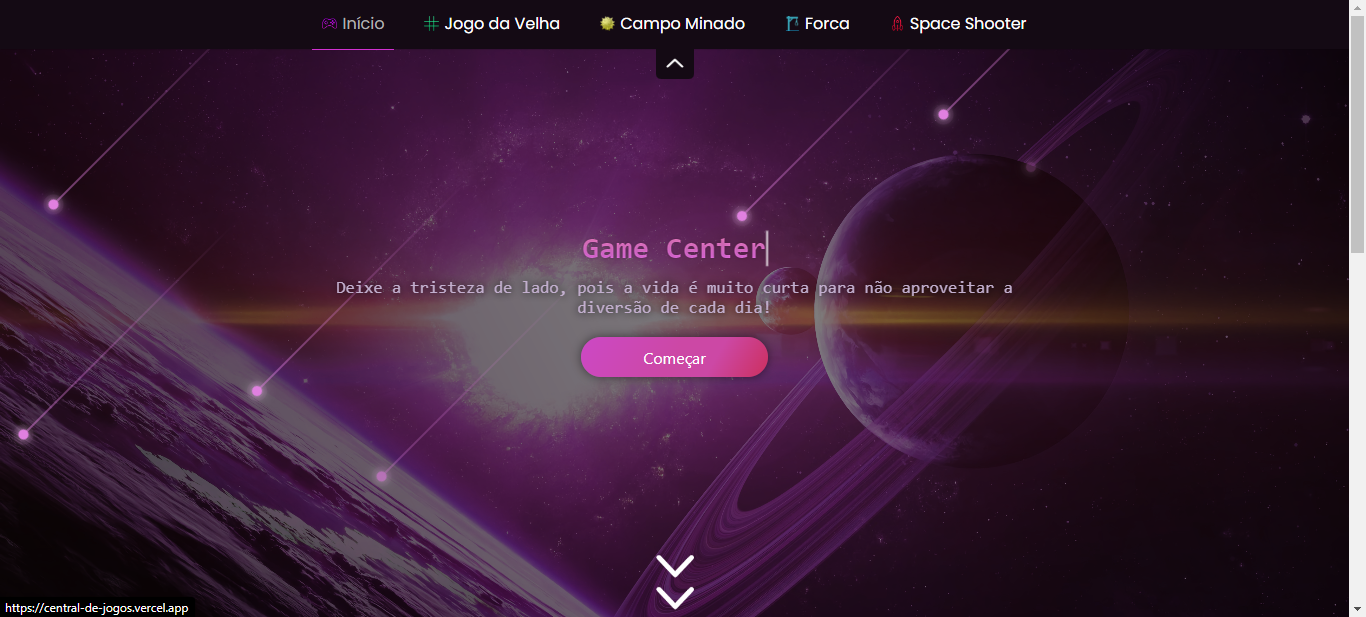 Início Jogo da Velha Campo Minado Forca Space Shooter
Game Center
Deixe a tristeza de lado, pois a vida é muito curta para não aproveitar a
diversão de cada dia!
Começar
https://central-de-jogos.vercel.app